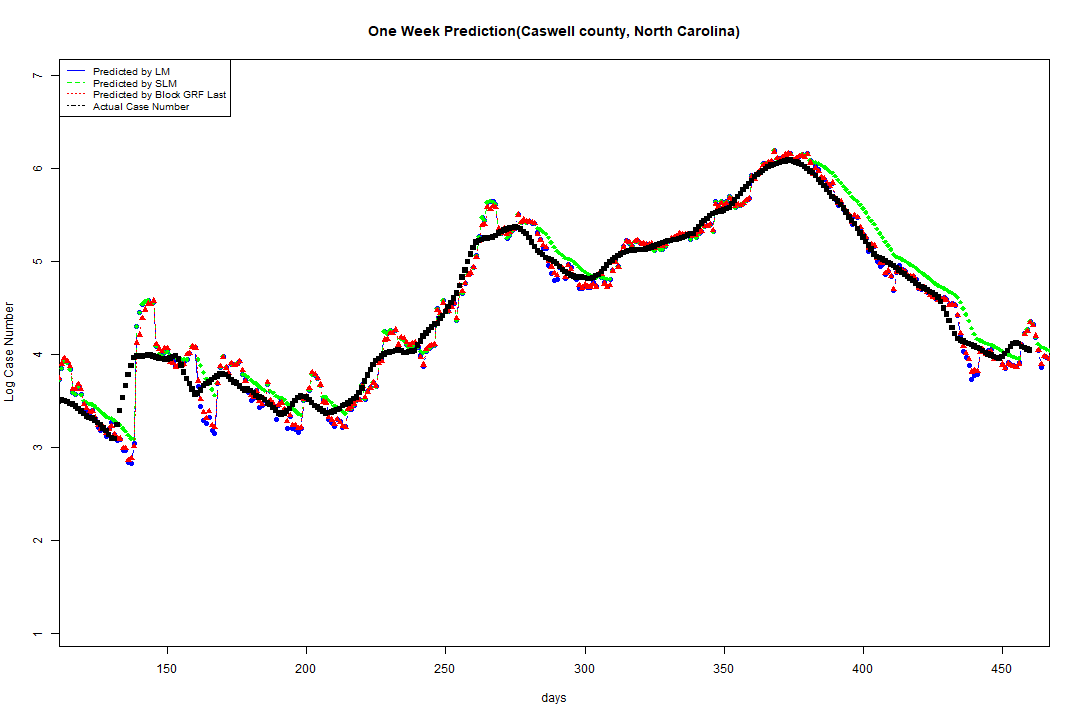 One Week Prediction(Caswell county, North Carolina)
Predicted by LM
Predicted by SLM
Predicted by Block GRF Last
Actual Case Number
7
6
5
4
3
2
1
Log Case Number
150 200 250 300 350 400 450
days